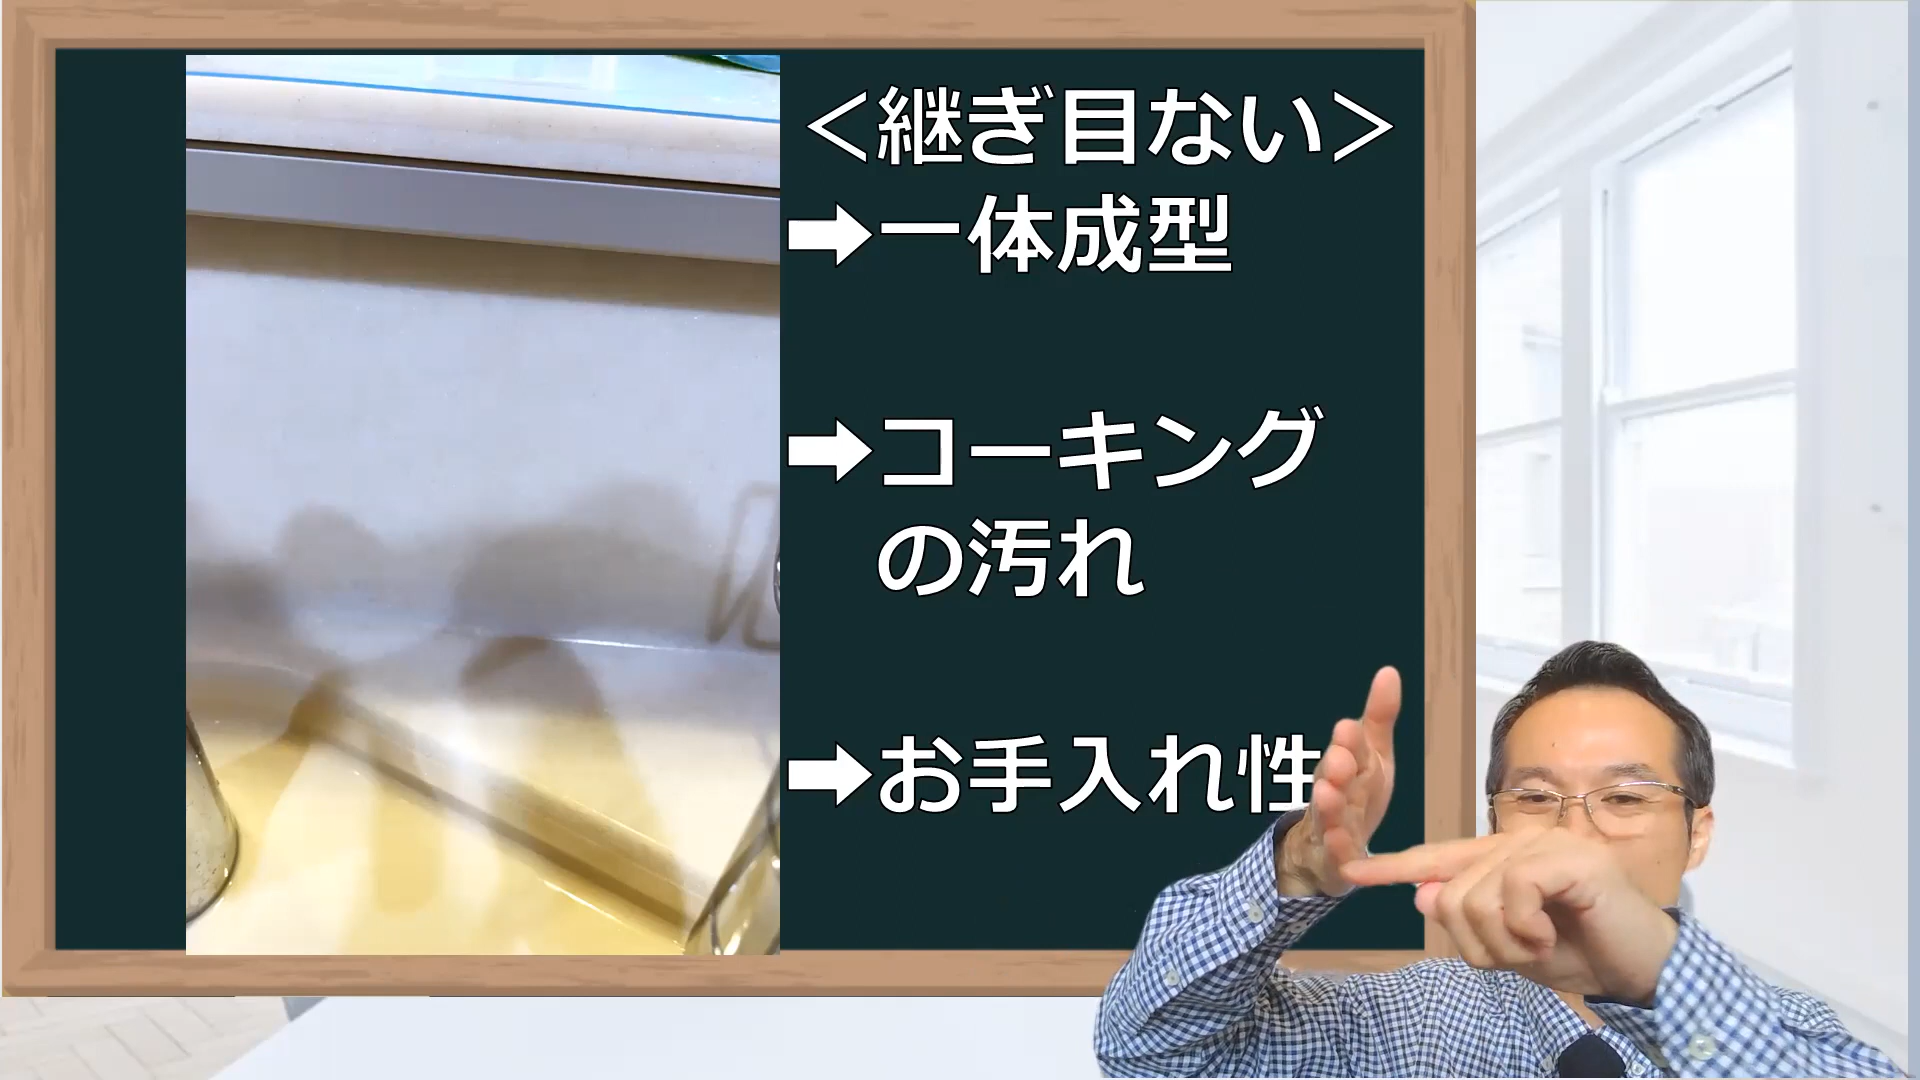 ＜継ぎ目ない＞
➡一体成型
➡コーキング
の汚れ
➡お手入れ性